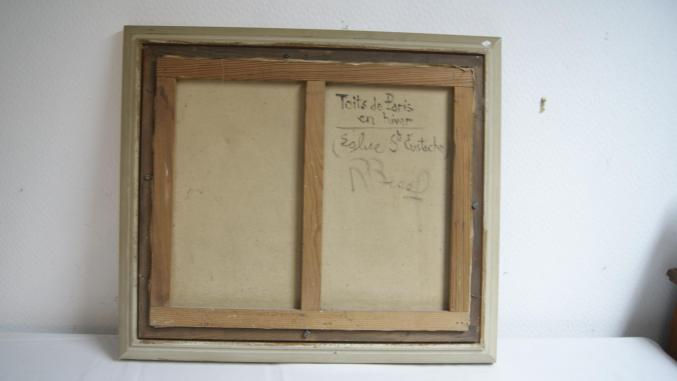 Toits de Paris
en hiver
(Eglise St Eustache